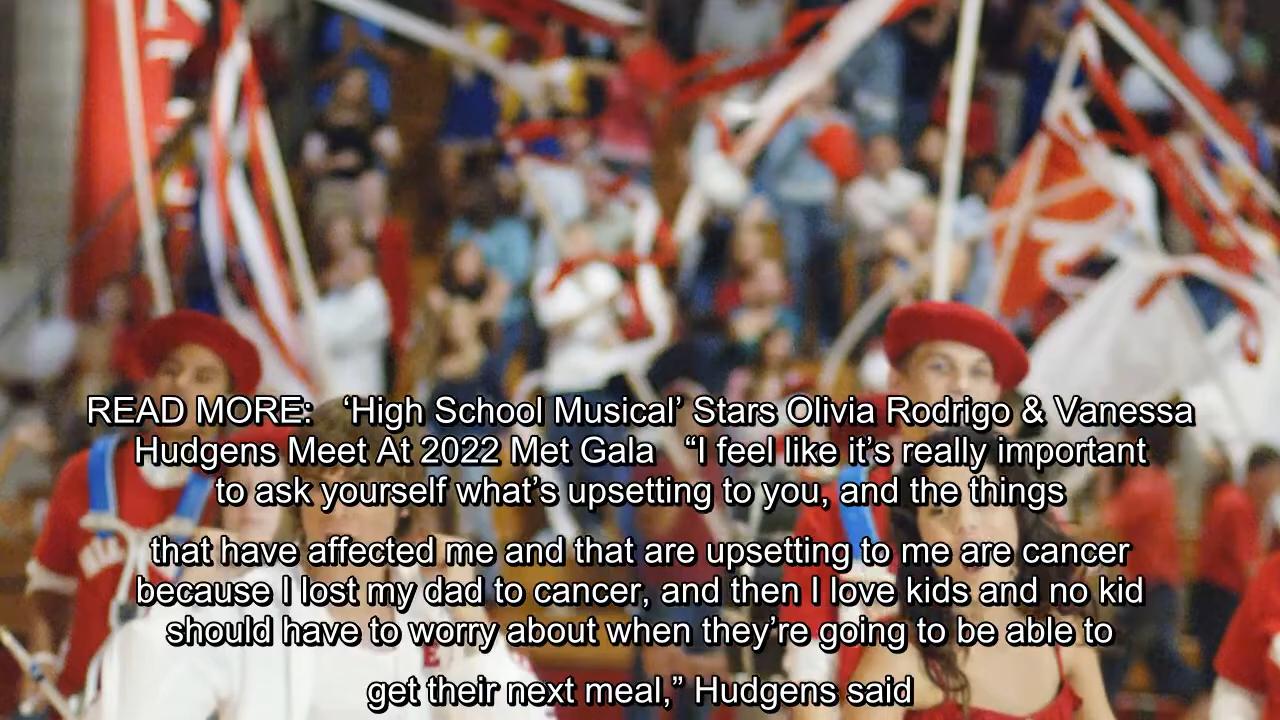 READ MORE: ‘High School Musical’ Stars Olivia Rodrigo & Vanessa
Hudgens Meet At 2022 Met Gala “I feel like it’s really important
to ask yourself what’s upsetting to you, and the things
that have affected me and that are upsetting to me are cancer
because I lost my dad to cancer, and then I love kids and no kid
should have to worry about when they’re going to be able to
get their next meal,” Hudgens said